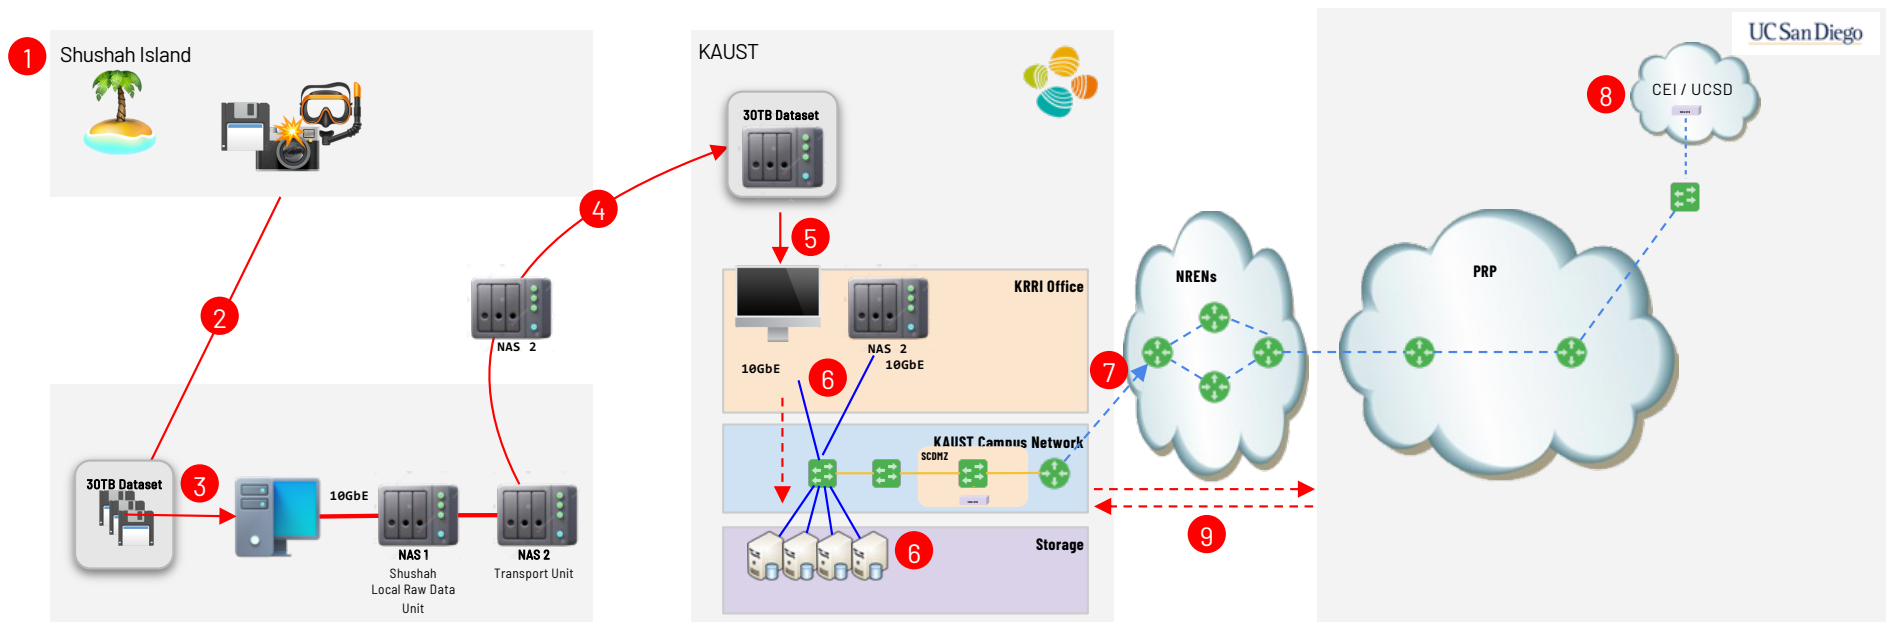 1
Shushah Island
2
30TB Dataset
3
10GbE
NAS 1
Shushah
Local Raw Data
Unit
NAS 2
Transport Unit
NAS 2
4
KAUST
30TB Dataset
5
KRRI Office
NAS 2
10GbE
10GbE
6
KAUST Campus Network
SCDMZ
Storage
6
7
NRENs
PRP
UC San Diego
8
CEI / UCSD
9